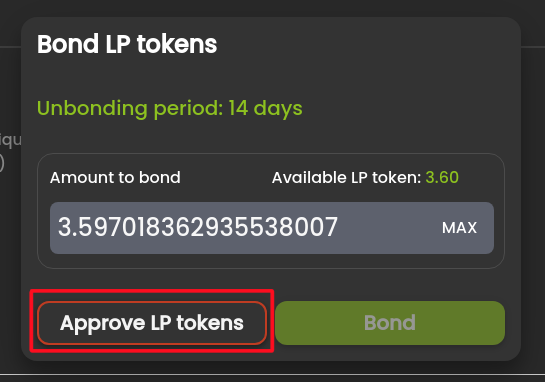 Bond LP tokens
Unbonding period: 14 days
iqu
)
Amount to bond Available LP token: 3.60
3.597018362935538007 MAX
Approve LP tokens Bond